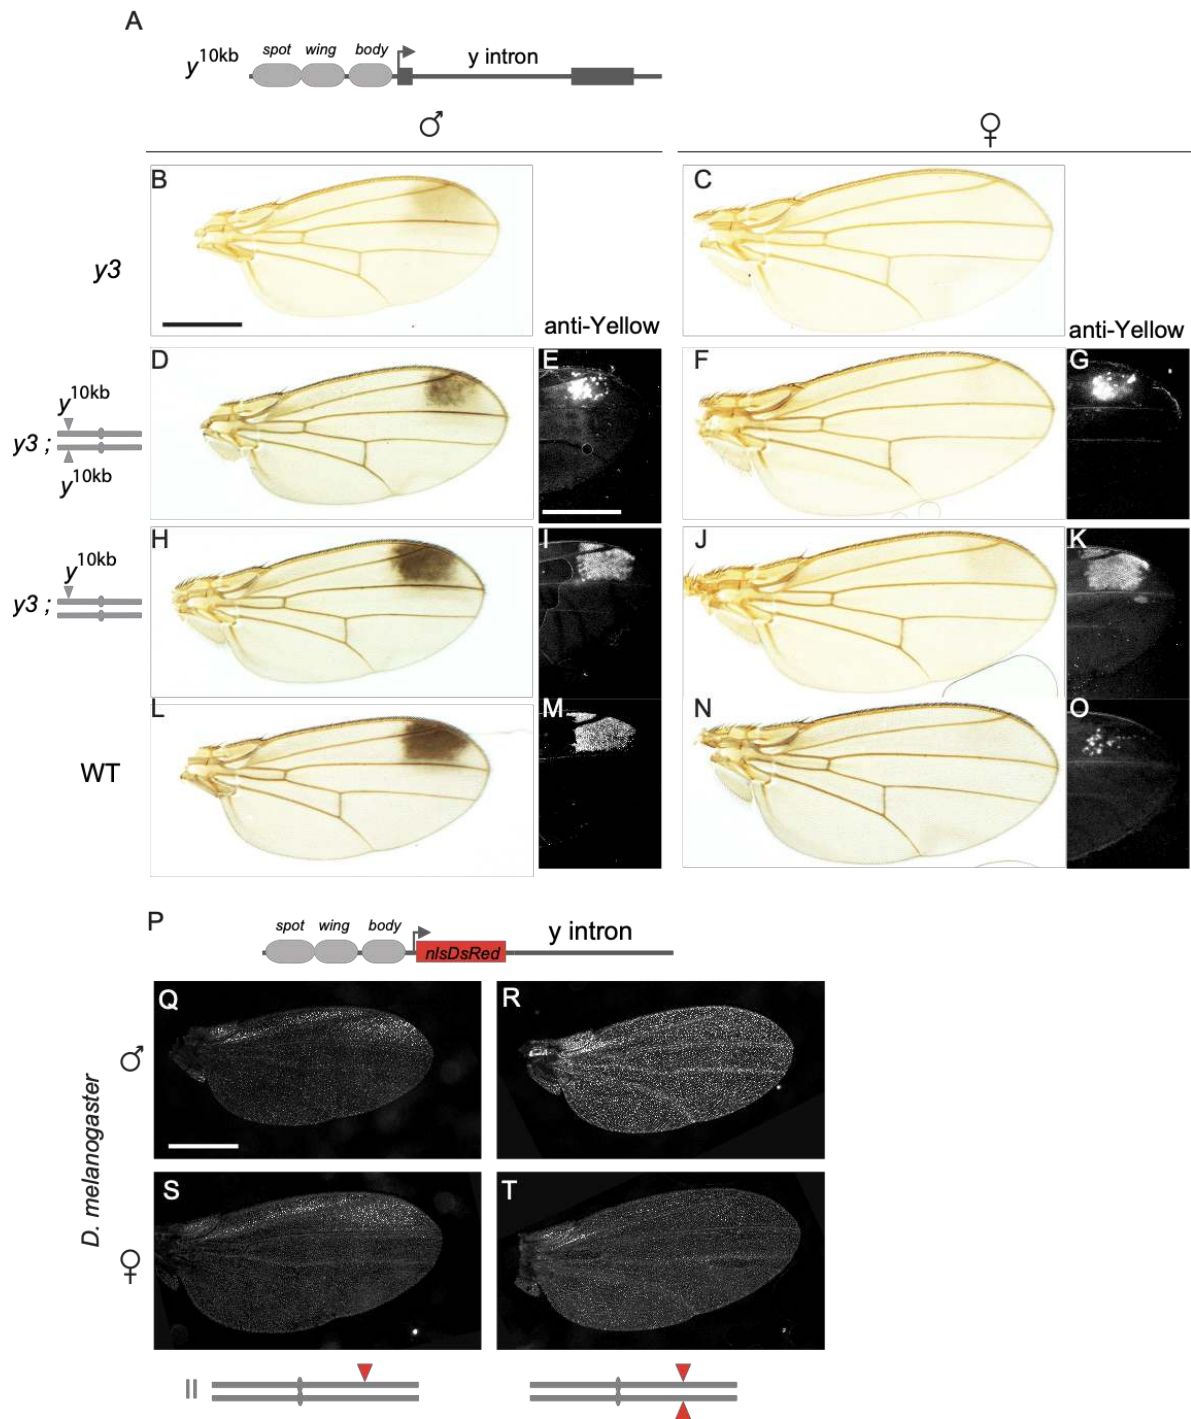 A
spot wing body
y10kb
y intron
♂ ♀
B C
y3
anti-Yellow anti-Yellow
D E F G
y10kb
y3 ;
y10kb
H I J K
y10kb
y3 ;
L M N O
WT
P
spot wing body
nlsDsRed
y intron
Q R
♂
D. melanogaster
S T
♀
II